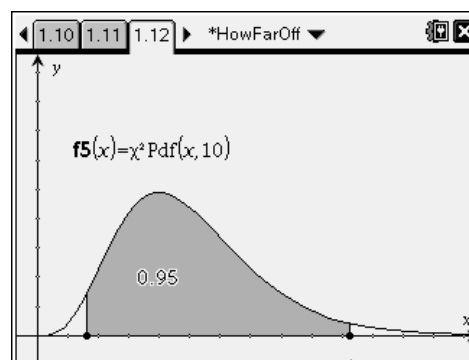 1.10 1.11 1.12 *HowFarOff
y
f5(x)=χ² Pdf(x,10)
0.95
x